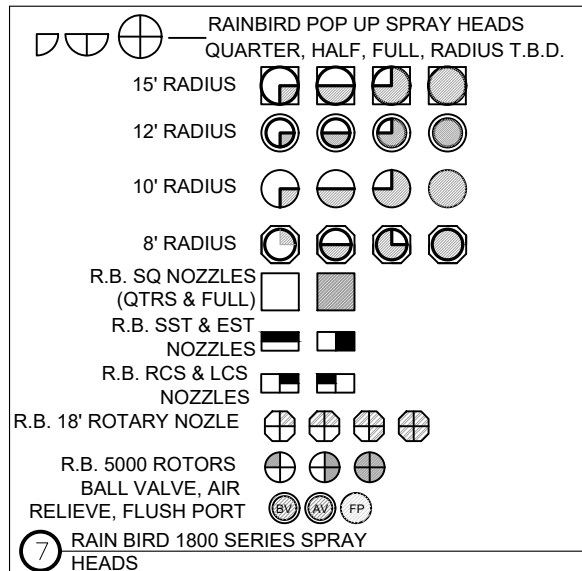 RAINBIRD POP UP SPRAY HEADS
QUARTER, HALF, FULL, RADIUS T.B.D.
15' RADIUS
12' RADIUS
10' RADIUS
8' RADIUS
R.B. SQ NOZZLES
(QTRS & FULL)
R.B. SST & EST
NOZZLES
R.B. RCS & LCS
NOZZLES
R.B. 18' ROTARY NOZLE
R.B. 5000 ROTORS
BALL VALVE, AIR
RELIEVE, FLUSH PORT
BV AV FP
7 RAIN BIRD 1800 SERIES SPRAY
HEADS